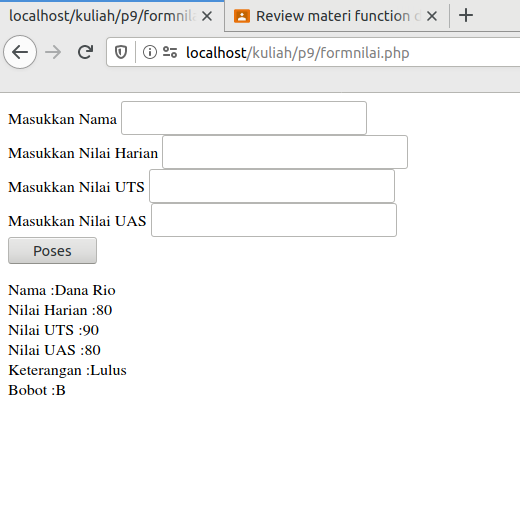 localhost/kuliah/p9/formnil
Review materi function
localhost/kuliah/p9/formnilai.php
Masukkan Nama
Masukkan Nilai Harian
Masukkan Nilai UTS
Masukkan Nilai UAS
Poses
Nama :Dana Rio
Nilai Harian :80
Nilai UTS :90
Nilai UAS :80
Keterangan :Lulus
Bobot :B